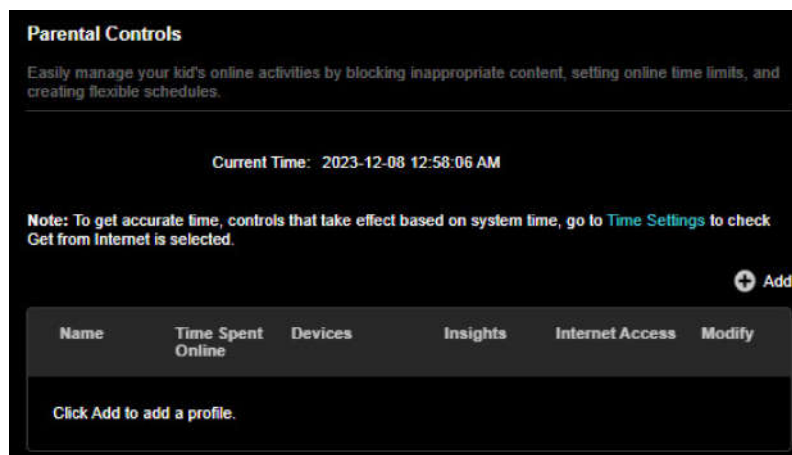 Parental Controls
Easily manage your kid's online activities by blocking inappropriate content, setting online time limits, and
creating flexible schedules.
Current Time: 2023-12-08 12:58:06 AM
Note: To get accurate time, controls that take effect based on system time, go to Time Settings to check
Get from Internet is selected.
Add
Name Time Spent Online Devices Insights Internet Access Modify
Click Add to add a profile.